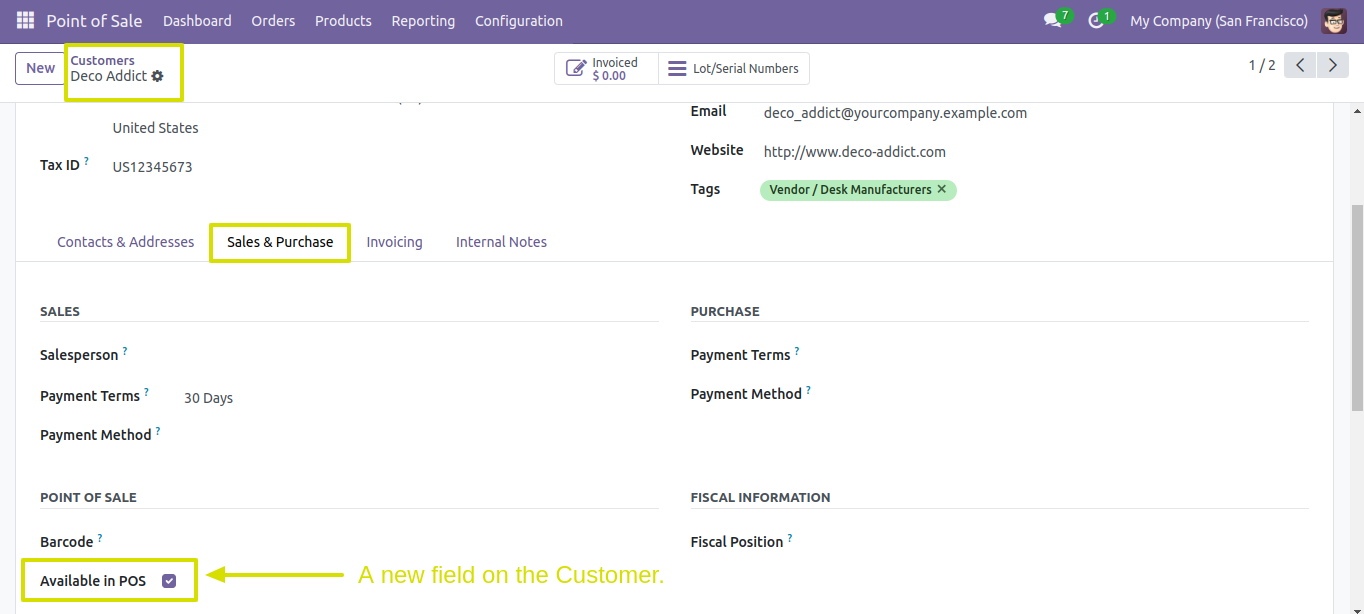 Point of Sale Dashboard Orders Products Reporting Configuration 7 1 My Company (San Francisco)
New Customers
Deco Addict
Invoiced
$ 0.00
Lot/Serial Numbers
1 / 2
Email deco_addict@yourcompany.example.com
United States
Website http://www.deco-addict.com
Tax ID ? US12345673
Tags Vendor / Desk Manufacturers ✕
Contacts & Addresses Sales & Purchase Invoicing Internal Notes
SALES PURCHASE
Salesperson ? Payment Terms ?
Payment Terms ? 30 Days Payment Method ?
Payment Method ?
POINT OF SALE FISCAL INFORMATION
Barcode ? Fiscal Position ?
Available in POS A new field on the Customer.